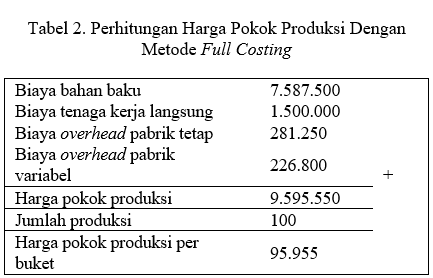 Tabel 2. Perhitungan Harga Pokok Produksi Dengan
Metode Full Costing
Biaya bahan baku 7.587.500
Biaya tenaga kerja langsung 1.500.000
Biaya overhead pabrik tetap 281.250
Biaya overhead pabrik
variabel 226.800 +
Harga pokok produksi 9.595.550
Jumlah produksi 100
Harga pokok produksi per
buket 95.955